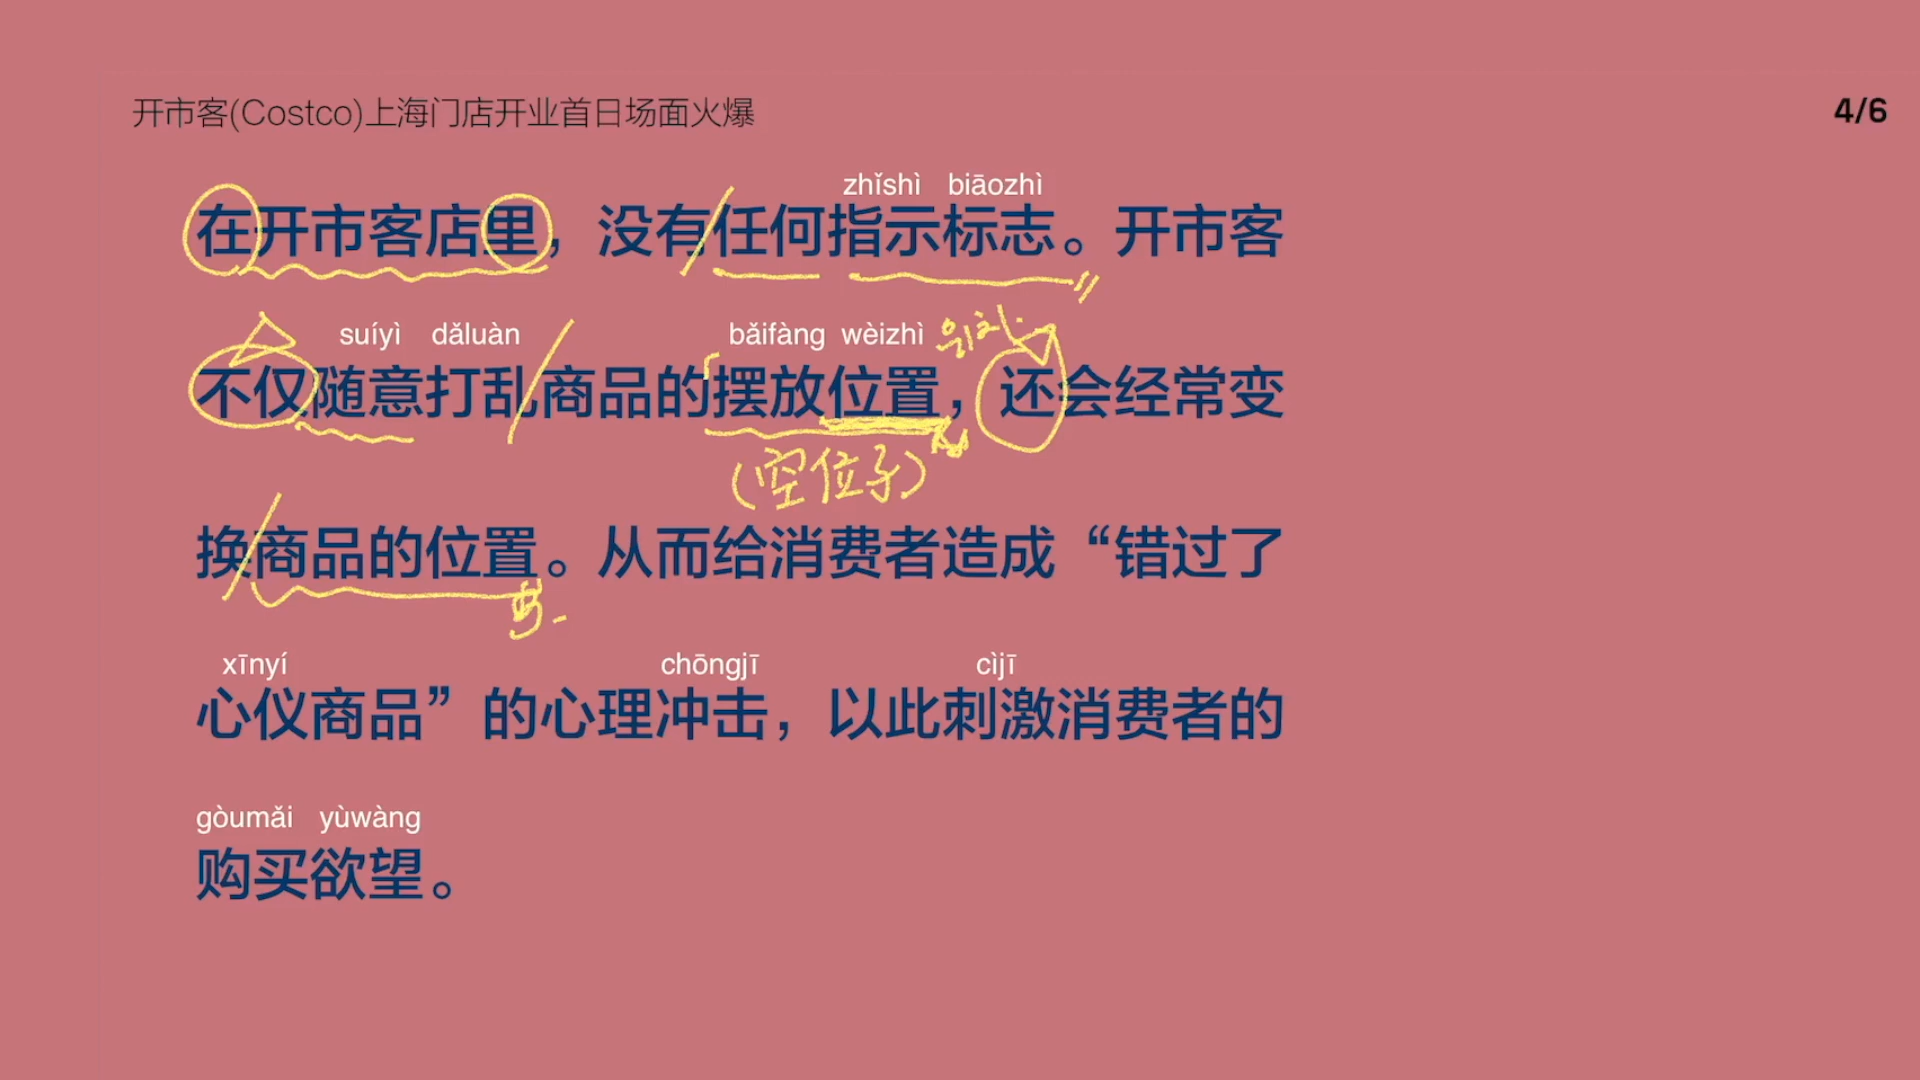 开市客(Costco)上海门店开业首日场面火爆
4/6
zhǐshì biāozhì
在开市客店里，没有任何指示标志。开市客
suíyì dǎluàn bǎifàng wèizhì
不仅随意打乱商品的摆放位置，还会经常变
(空位子)
换商品的位置。从而给消费者造成“错过了
xīnyí chōngjī cìjī
心仪商品”的心理冲击，以此刺激消费者的
gòumǎi yùwàng
购买欲望。